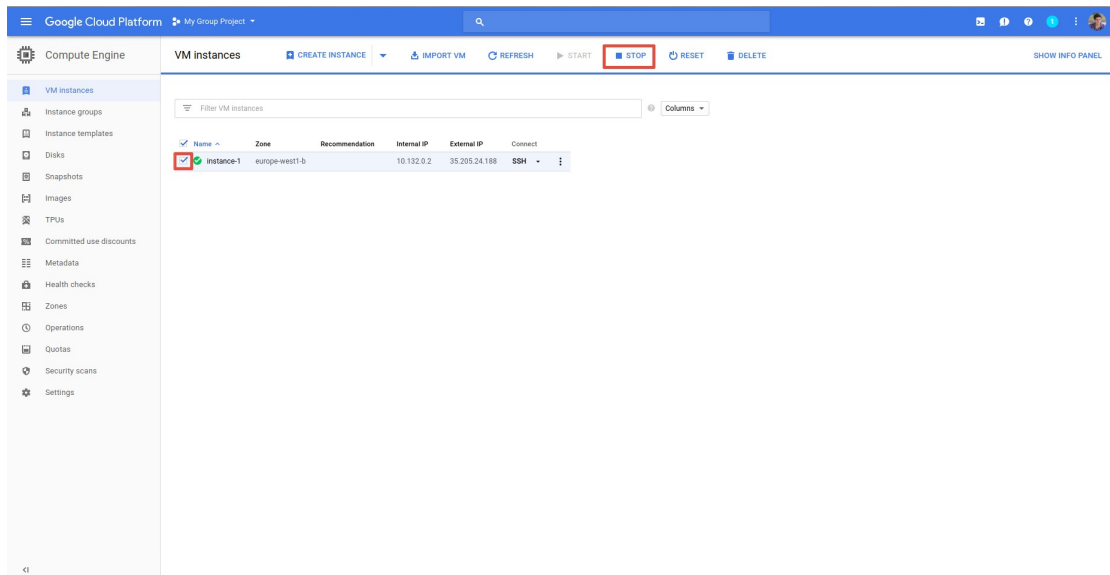 Google Cloud Platform My Group Project 1
Compute Engine VM instances CREATE INSTANCE IMPORT VM REFRESH START STOP RESET DELETE SHOW INFO PANEL
VM instances
Instance groups
Instance templates
Disks
Snapshots
Images
TPUs
Committed use discounts
Metadata
Health checks
Zones
Operations
Quotas
Security scans
Settings
Filter VM instances Columns
Name Zone Recommendation Internal IP External IP Connect
instance-1 europe-west1-b 10.132.0.2 35.205.24.188 SSH